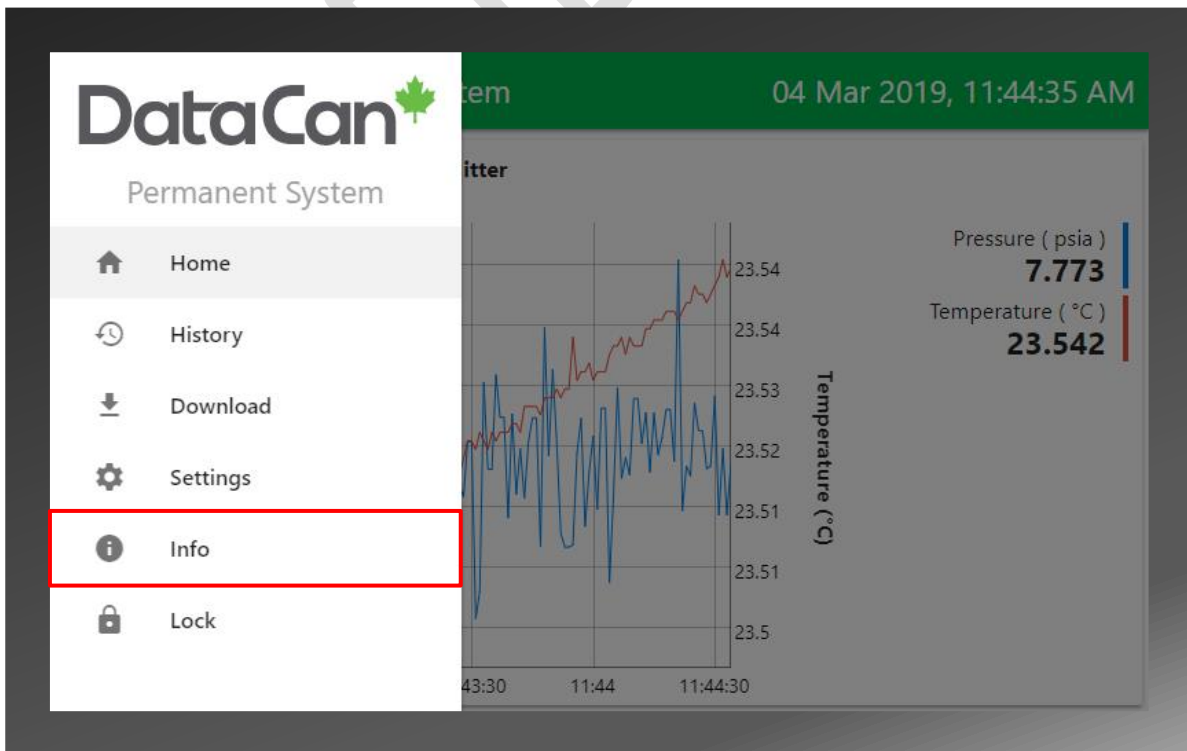 DataCan
Permanent System
Home
History
Download
Settings
Info
Lock
tem
04 Mar 2019, 11:44:35 AM
itter
Pressure ( psia )
7.773
Temperature ( °C )
23.542
23.54
23.54
23.53
23.52
23.51
23.51
23.5
Temperature (°C)
43:30 11:44 11:44:30